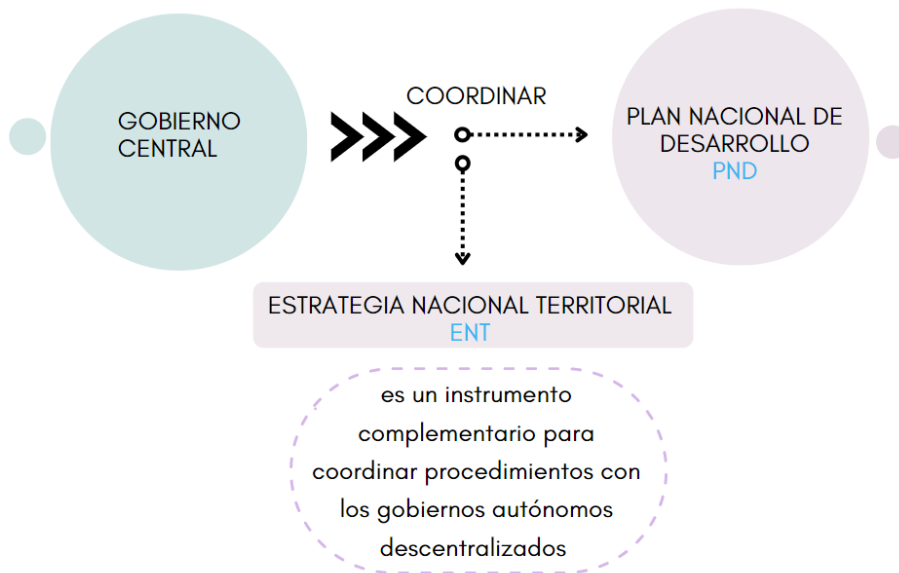 GOBIERNO
CENTRAL
COORDINAR
PLAN NACIONAL DE
DESARROLLO
PND
ESTRATEGIA NACIONAL TERRITORIAL
ENT
es un instrumento
complementario para
coordinar procedimientos con
los gobiernos autónomos
descentralizados